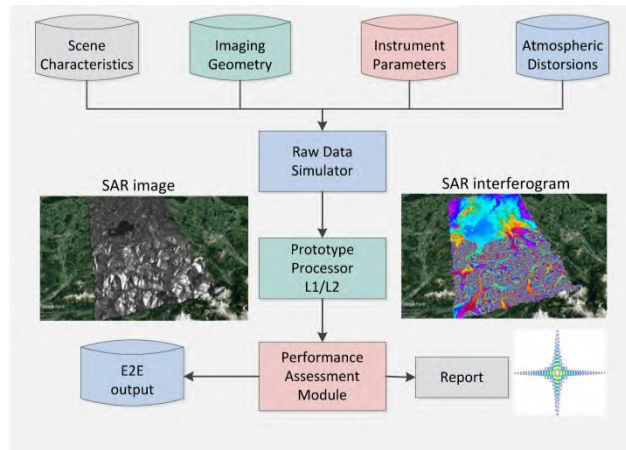 Scene
Characteristics
Imaging
Geometry
Instrument
Parameters
Atmospheric
Distorsions
Raw Data
Simulator
SAR image
SAR interferogram
Prototype
Processor
L1/L2
E2E
output
Performance
Assessment
Module
Report